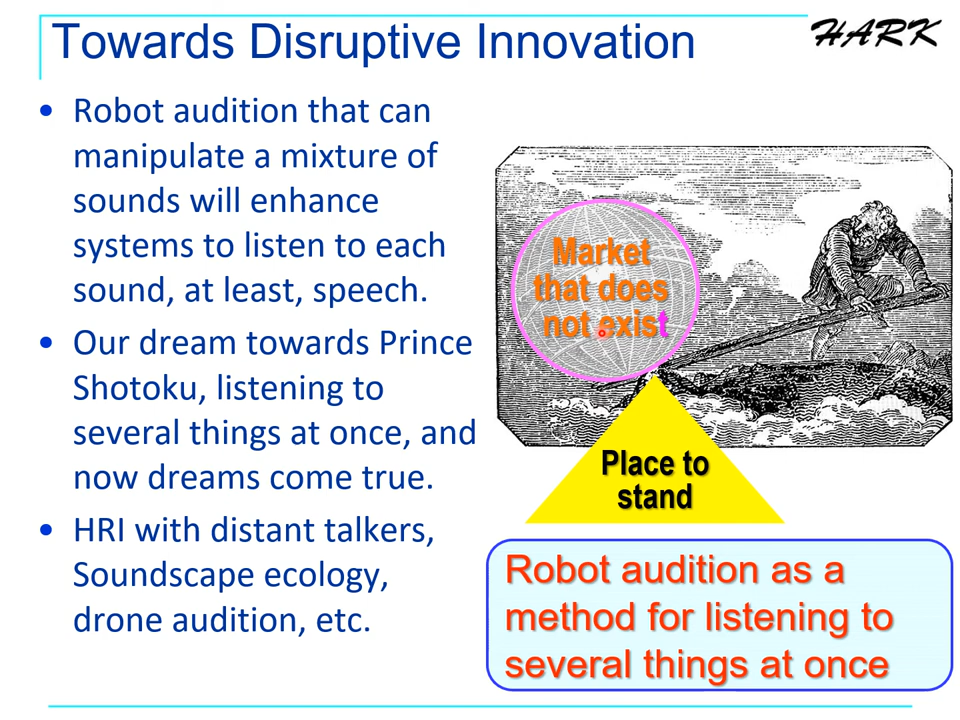 Towards Disruptive Innovation
HARK
• Robot audition that can
manipulate a mixture of
sounds will enhance
systems to listen to each
sound, at least, speech.
• Our dream towards Prince
Shotoku, listening to
several things at once, and
now dreams come true.
• HRI with distant talkers,
Soundscape ecology,
drone audition, etc.
Market
that does
not exist
Place to
stand
Robot audition as a
method for listening to
several things at once